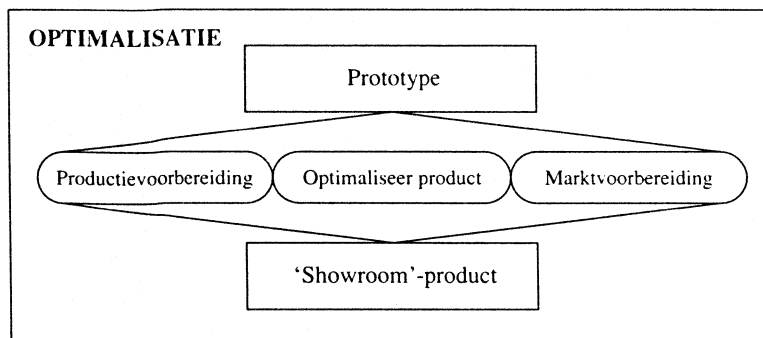 OPTIMALISATIE
Prototype
Productievoorbereiding
Optimaliseer product
Marktvoorbereiding
‘Showroom’-product